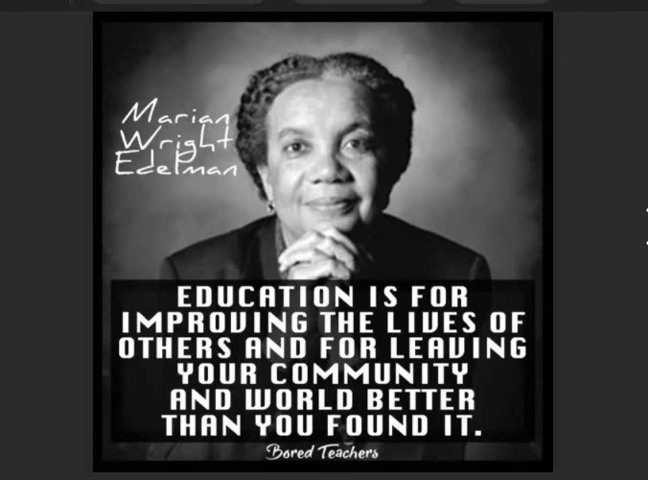 Marian
Wright
Edelman
EDUCATION IS FOR
IMPROVING THE LIVES OF
OTHERS AND FOR LEAVING
YOUR COMMUNITY
AND WORLD BETTER
THAN YOU FOUND IT.
Bored Teachers